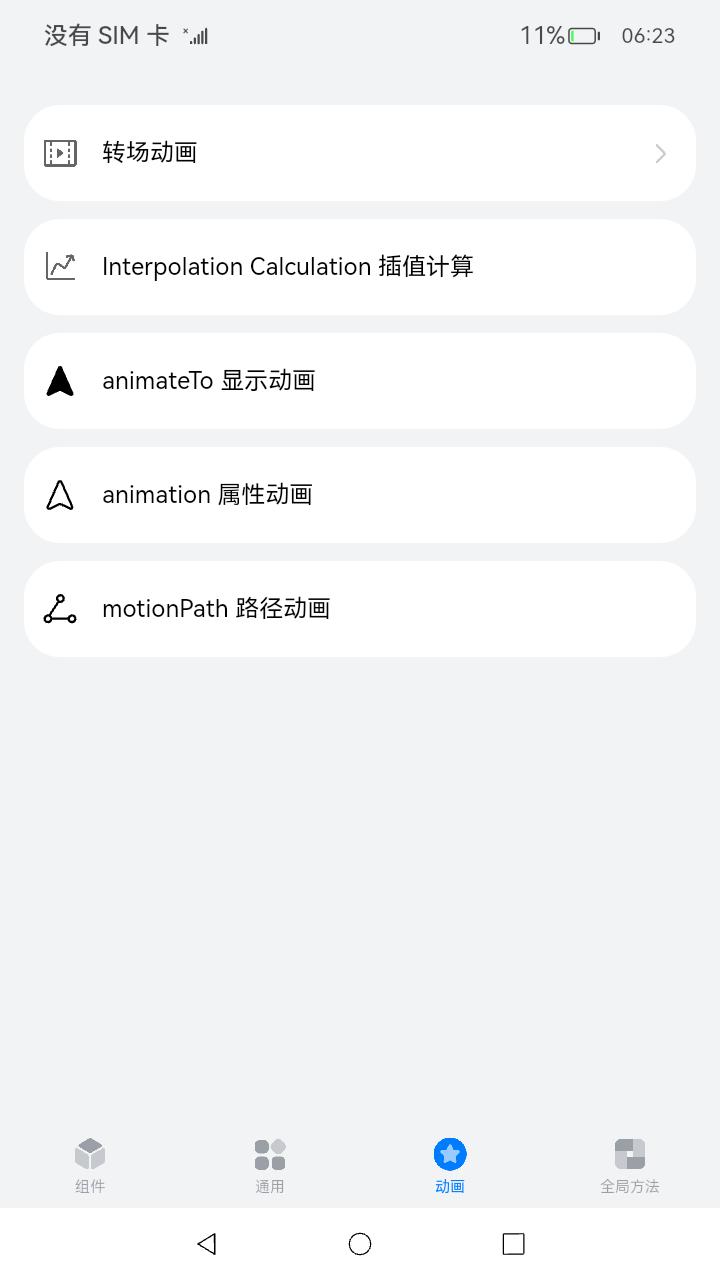 没有 SIM 卡 11% 06:23
转场动画
Interpolation Calculation 插值计算
animateTo 显示动画
animation 属性动画
motionPath 路径动画
组件 通用 动画 全局方法